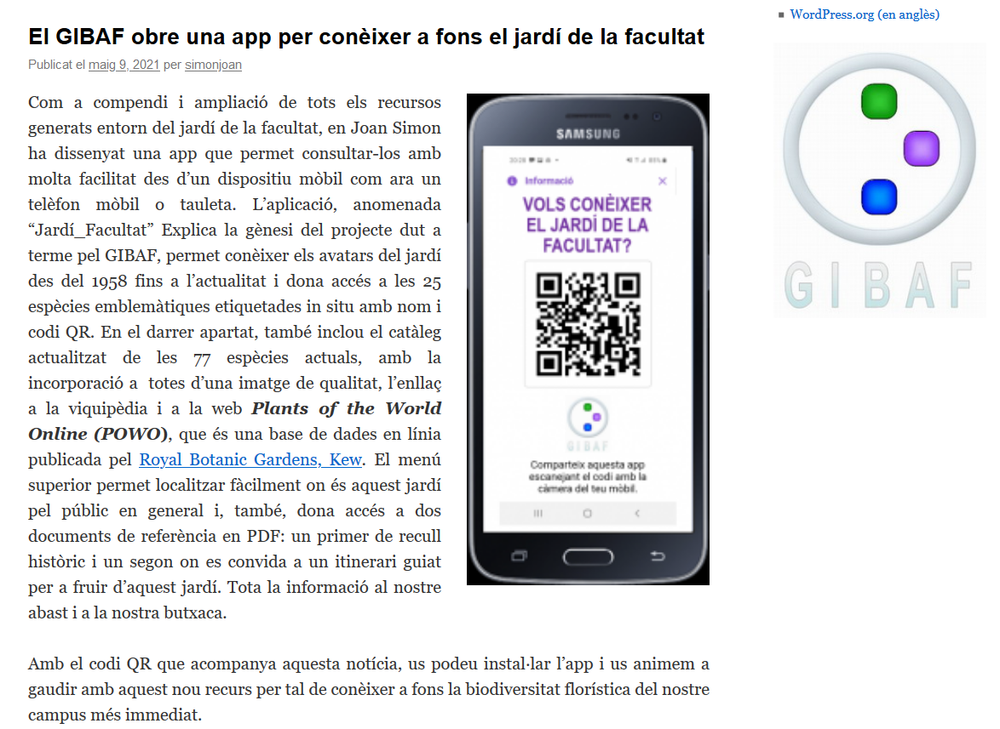 WordPress.org (en anglès)
El GIBAF obre una app per conèixer a fons el jardí de la facultat
Publicat el maig 9, 2021 per simonjoan
Com a compendi i ampliació de tots els recursos
generats entorn del jardí de la facultat, en Joan Simon
ha dissenyat una app que permet consultar-los amb
molta facilitat des d’un dispositiu mòbil com ara un
telèfon mòbil o tauleta. L’aplicació, anomenada
“Jardí_Facultat” Explica la gènesi del projecte dut a
terme pel GIBAF, permet conèixer els avatars del jardí
des del 1958 fins a l’actualitat i dona accés a les 25
espècies emblemàtiques etiquetades in situ amb nom i
codi QR. En el darrer apartat, també inclou el catàleg
actualitzat de les 77 espècies actuals, amb la
incorporació a totes d’una imatge de qualitat, l’enllaç
a la viquipèdia i a la web Plants of the World
Online (POWO), que és una base de dades en línia
publicada pel Royal Botanic Gardens, Kew. El menú
superior permet localitzar fàcilment on és aquest jardí
pel públic en general i, també, dona accés a dos
documents de referència en PDF: un primer de recull
històric i un segon on es convida a un itinerari guiat
per a fruir d’aquest jardí. Tota la informació al nostre
abast i a la nostra butxaca.
SAMSUNG
Informació
VOLS CONÈIXER
EL JARDÍ DE LA
FACULTAT?
GIBAF
Comparteix aquesta app
escanejant el codi amb la
càmera del teu mòbil.
Amb el codi QR que acompanya aquesta notícia, us podeu instal·lar l’app i us animem a
gaudir amb aquest nou recurs per tal de conèixer a fons la biodiversitat florística del nostre
campus més immediat.
GIBAF